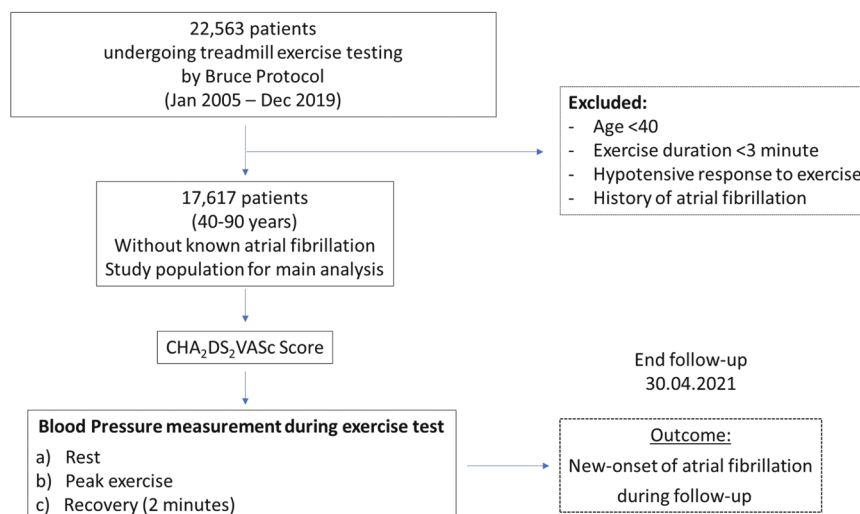 22,563 patients
undergoing treadmill exercise testing
by Bruce Protocol
(Jan 2005 – Dec 2019)
Excluded:
- Age <40
- Exercise duration <3 minute
- Hypotensive response to exercise
- History of atrial fibrillation
17,617 patients
(40-90 years)
Without known atrial fibrillation
Study population for main analysis
CHA₂DS₂VASc Score
End follow-up
30.04.2021
Blood Pressure measurement during exercise test
a) Rest
b) Peak exercise
c) Recovery (2 minutes)
Outcome:
New-onset of atrial fibrillation
during follow-up